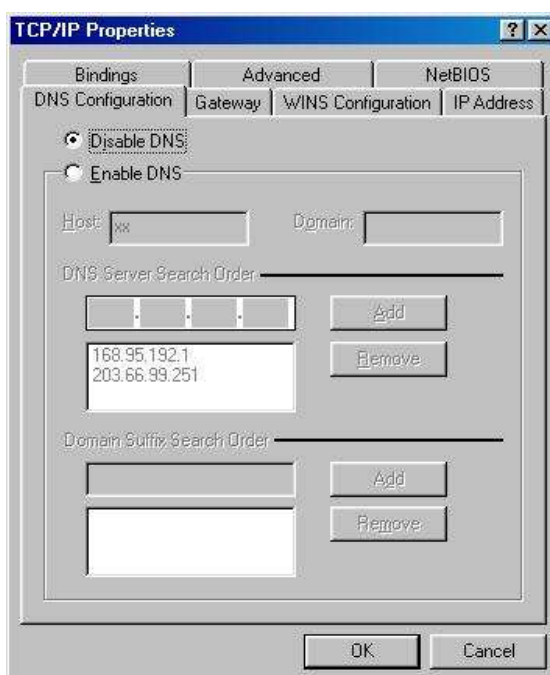 TCP/IP Properties
Bindings Advanced NetBIOS
DNS Configuration Gateway WINS Configuration IP Address
Disable DNS
Enable DNS
Host: xx Domain:
DNS Server Search Order
. . . Add
168.95.192.1 Remove
203.66.99.251
Domain Suffix Search Order
Add
Remove
OK Cancel